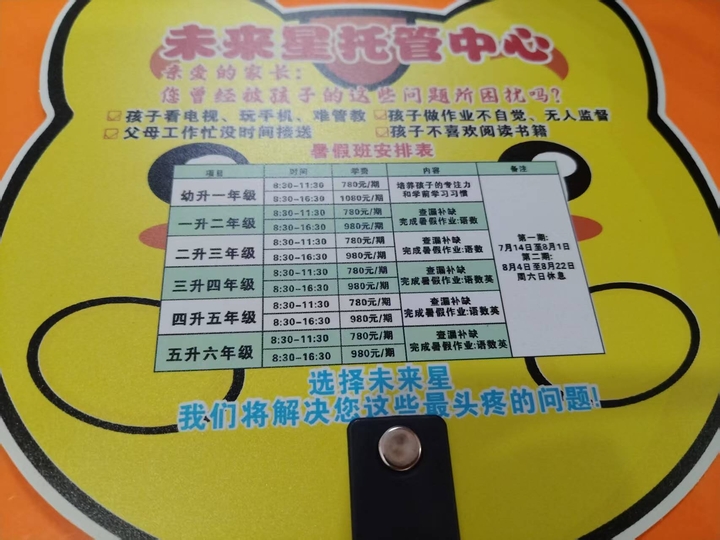 未来星托管中心
亲爱的家长：
您曾经被孩子的这些问题所困扰吗？
☑孩子看电视、玩手机、难管教 ☑孩子做作业不自觉、无人监督
☑父母工作忙没时间接送 ☑孩子不喜欢阅读书籍
暑假班安排表
项目 时间 学费 内容 备注
幼升一年级 8:30-11:30 780元/期 培养孩子的专注力
8:30-16:30 1080元/期 和学前学习习惯
一升二年级 8:30-11:30 780元/期 查漏补缺
8:30-16:30 980元/期 完成暑假作业:语数
二升三年级 8:30-11:30 780元/期 查漏补缺
8:30-16:30 980元/期 完成暑假作业:语数
三升四年级 8:30-11:30 780元/期 查漏补缺
8:30-16:30 980元/期 完成暑假作业:语数英
四升五年级 8:30-11:30 780元/期 查漏补缺
8:30-16:30 980元/期 完成暑假作业:语数英
五升六年级 8:30-11:30 780元/期 查漏补缺
8:30-16:30 980元/期 完成暑假作业:语数英
第一期:
7月14日至8月1日
第二期:
8月4日至8月22日
周六日休息
选择未来星
我们将解决您这些最头疼的问题!